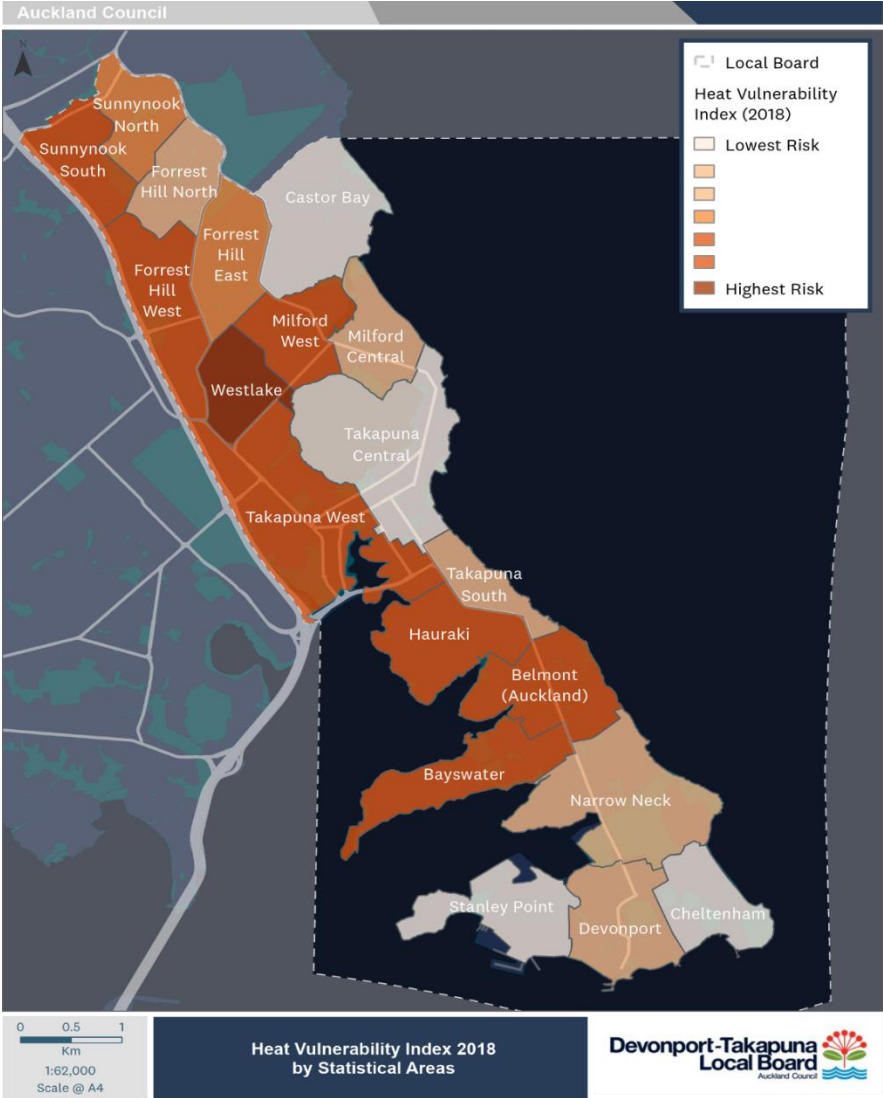 Auckland Council
N
Local Board
Heat Vulnerability
Index (2018)
Lowest Risk
Highest Risk
Sunnynook
North
Sunnynook
South
Forrest
Hill North
Castor Bay
Forrest
Hill
East
Forrest
Hill
West
Milford
West
Milford
Central
Westlake
Takapuna
Central
Takapuna West
Takapuna
South
Hauraki
Belmont
(Auckland)
Bayswater
Narrow Neck
Stanley Point
Devonport
Cheltenham
0 0.5 1
Km
1:62,000
Scale @ A4
Heat Vulnerability Index 2018
by Statistical Areas
Devonport-Takapuna
Local Board
Auckland Council